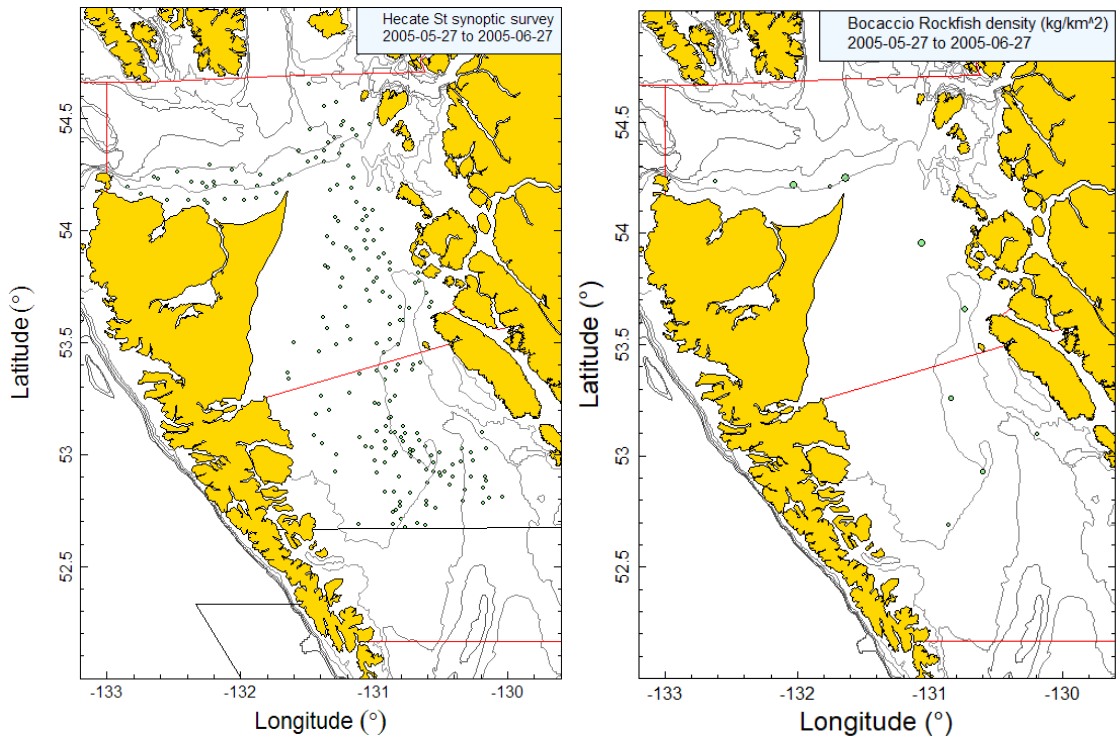 Hecate St synoptic survey
2005-05-27 to 2005-06-27
54.5
54
53.5
53
52.5
Latitude (°)
-133
-132
-131
-130
Longitude (°)
Bocaccio Rockfish density (kg/km^2)
2005-05-27 to 2005-06-27
54.5
54
53.5
53
52.5
Latitude (°)
-133
-132
-131
-130
Longitude (°)